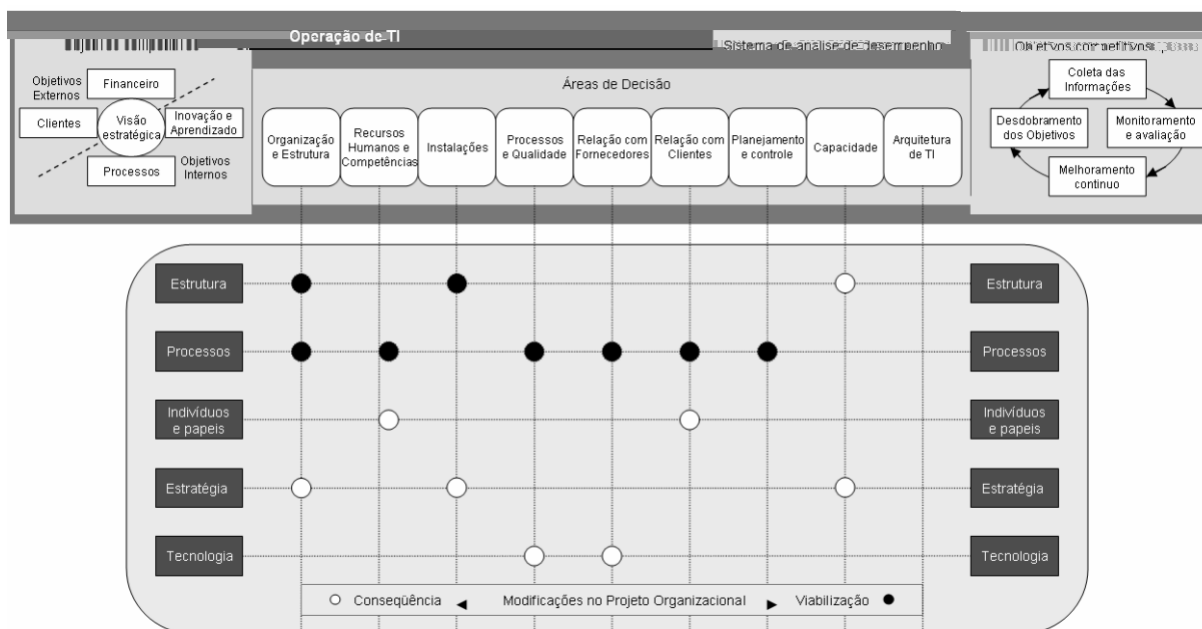 Operação de TI
Sistema de análise de desempenho
Objetivos
Externos
Financeiro
Clientes
Visão
estratégica
Inovação e
Aprendizado
Processos
Objetivos
Internos
Áreas de Decisão
Organização
e Estrutura
Recursos
Humanos e
Competências
Instalações
Processos
e Qualidade
Relação com
Fornecedores
Relação com
Clientes
Planejamento
e controle
Capacidade
Arquitetura
de TI
Coleta das
Informações
Desdobramento
dos Objetivos
Monitoramento
e avaliação
Melhoramento
continuo
Estrutura
Estrutura
Processos
Processos
Indivíduos
e papeis
Indivíduos
e papeis
Estratégia
Estratégia
Tecnologia
Tecnologia
Conseqüência
Modificações no Projeto Organizacional
Viabilização